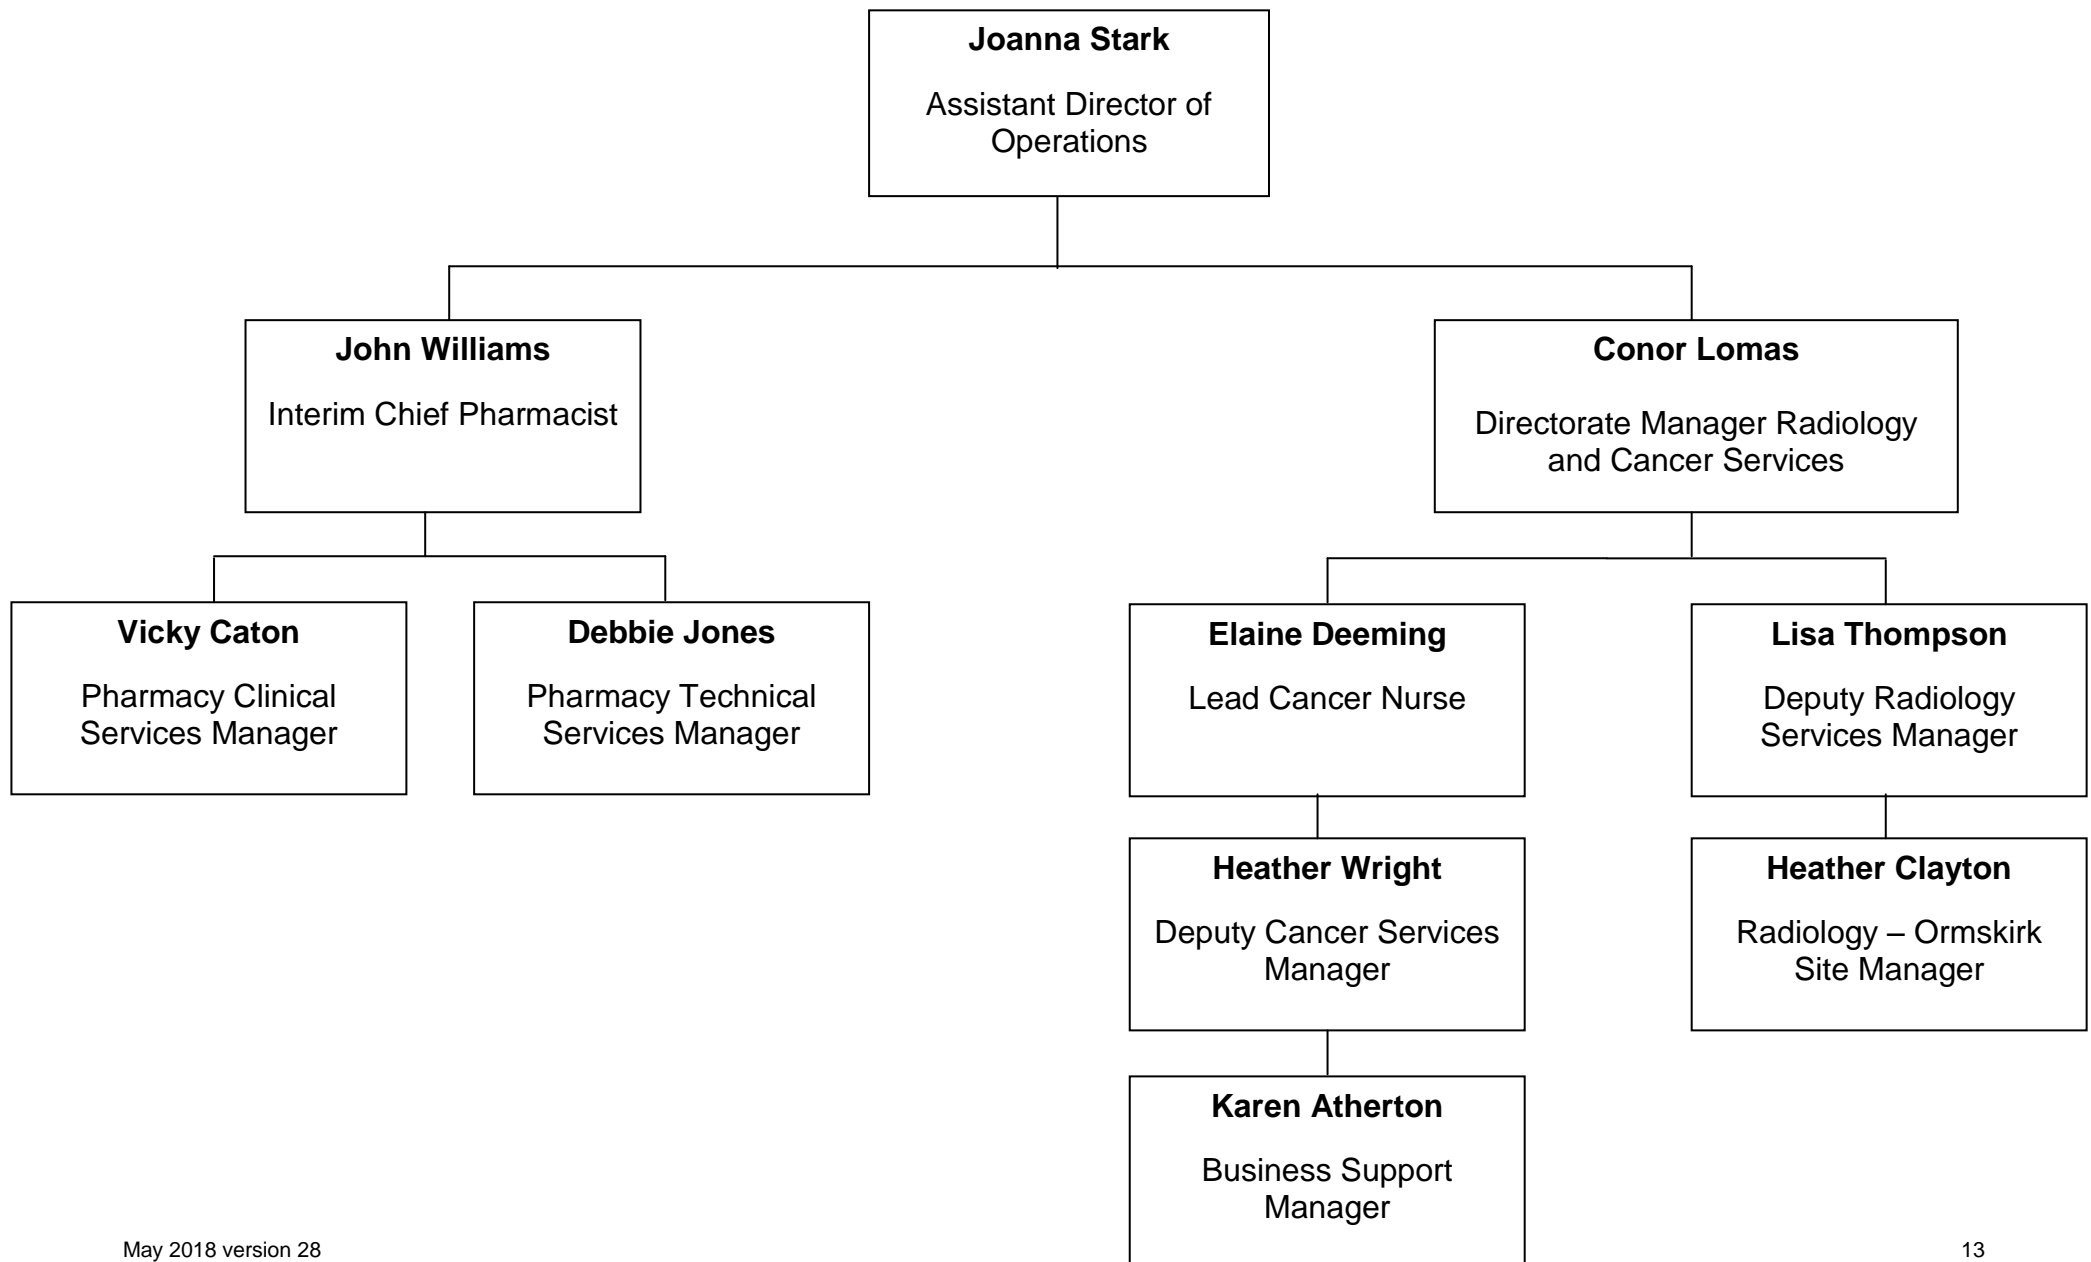 Joanna Stark
Assistant Director of
Operations
John Williams
Interim Chief Pharmacist
Conor Lomas
Directorate Manager Radiology
and Cancer Services
Vicky Caton
Pharmacy Clinical
Services Manager
Debbie Jones
Pharmacy Technical
Services Manager
Elaine Deeming
Lead Cancer Nurse
Lisa Thompson
Deputy Radiology
Services Manager
Heather Wright
Deputy Cancer Services
Manager
Heather Clayton
Radiology – Ormskirk
Site Manager
Karen Atherton
Business Support
Manager
May 2018 version 28
13